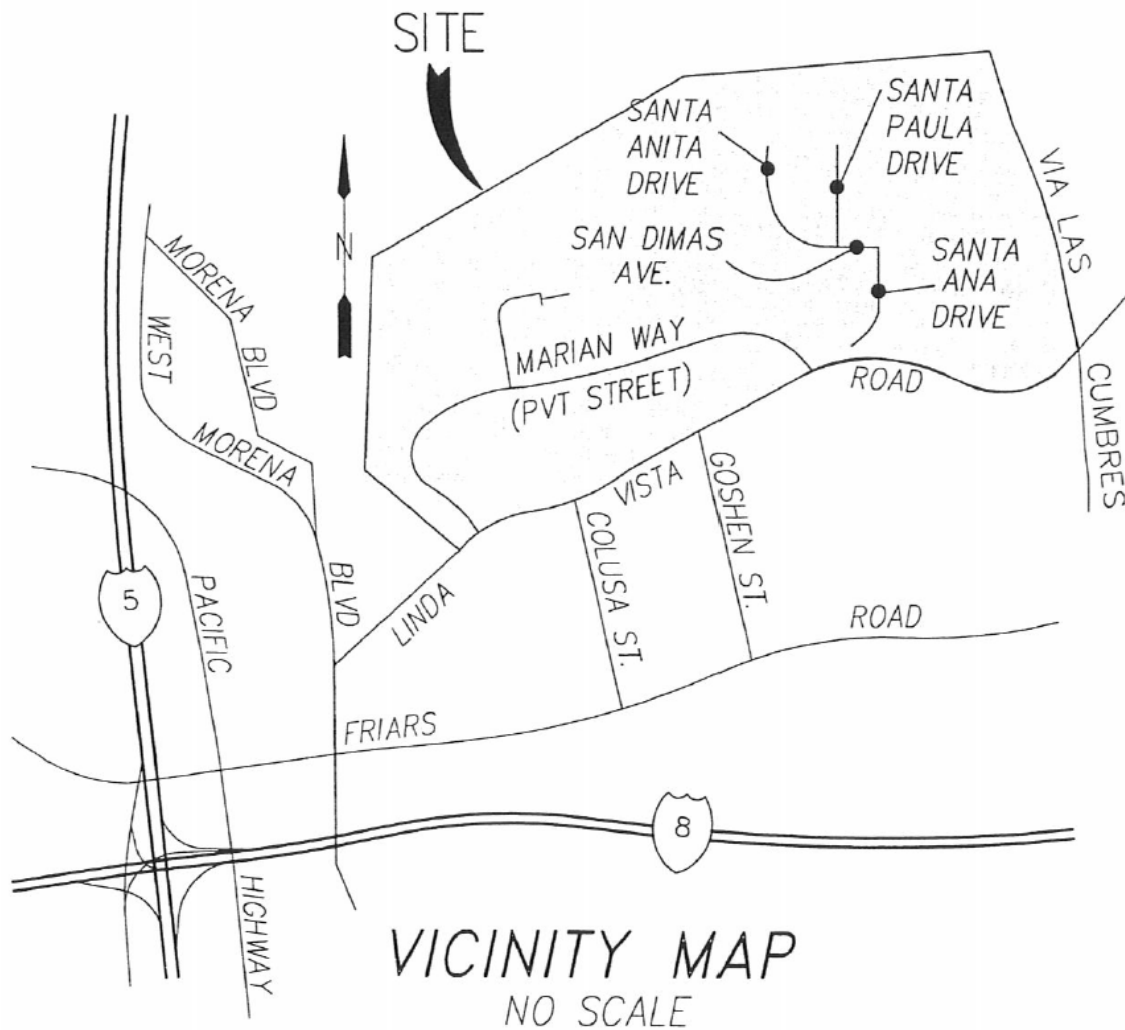 SITE
SANTA
ANITA
DRIVE
SANTA
PAULA
DRIVE
VIA LAS
CUMBRES
N
SAN DIMAS
AVE.
SANTA
ANA
DRIVE
MORENA
BLVD
WEST
MORENA
BLVD
MARIAN WAY
(PVT STREET)
LINDA
VISTA
ROAD
GOSHEN ST.
COLUSA ST.
5
PACIFIC
HIGHWAY
FRIARS
ROAD
8
VICINITY MAP
NO SCALE